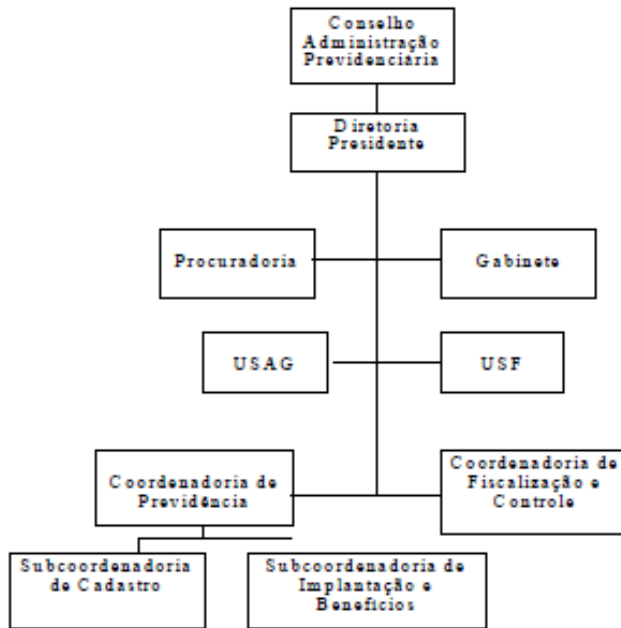 Conselho
Administração
Previdenciária
Diretoria
Presidente
Procuradoria
Gabinete
USAG
USF
Coordenadoria de
Previdência
Coordenadoria de
Fiscalização e
Controle
Subcoordenadoria
de Cadastro
Subcoordenadoria de
Implantação e
Benefícios